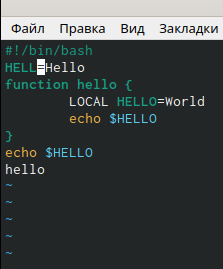 Файл Правка Вид Закладки
#!/bin/bash
HELL=Hello
function hello {
        LOCAL HELLO=World
        echo $HELLO
}
echo $HELLO
hello
~
~
~
~
~